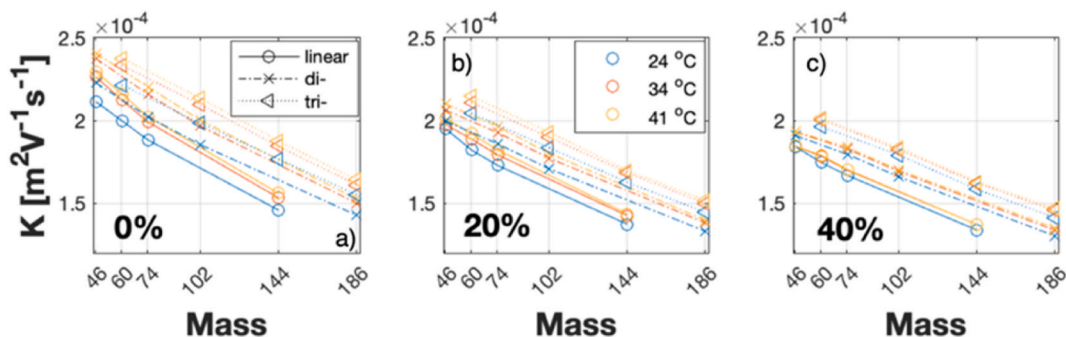 ×10⁻⁴
2.5
2
1.5
K [m²V⁻¹s⁻¹]
linear
di-
tri-
0%
a)
46
60
74
102
144
186
Mass
×10⁻⁴
2.5
2
1.5
b)
24 °C
34 °C
41 °C
20%
46
60
74
102
144
186
Mass
×10⁻⁴
2.5
2
1.5
c)
40%
46
60
74
102
144
186
Mass